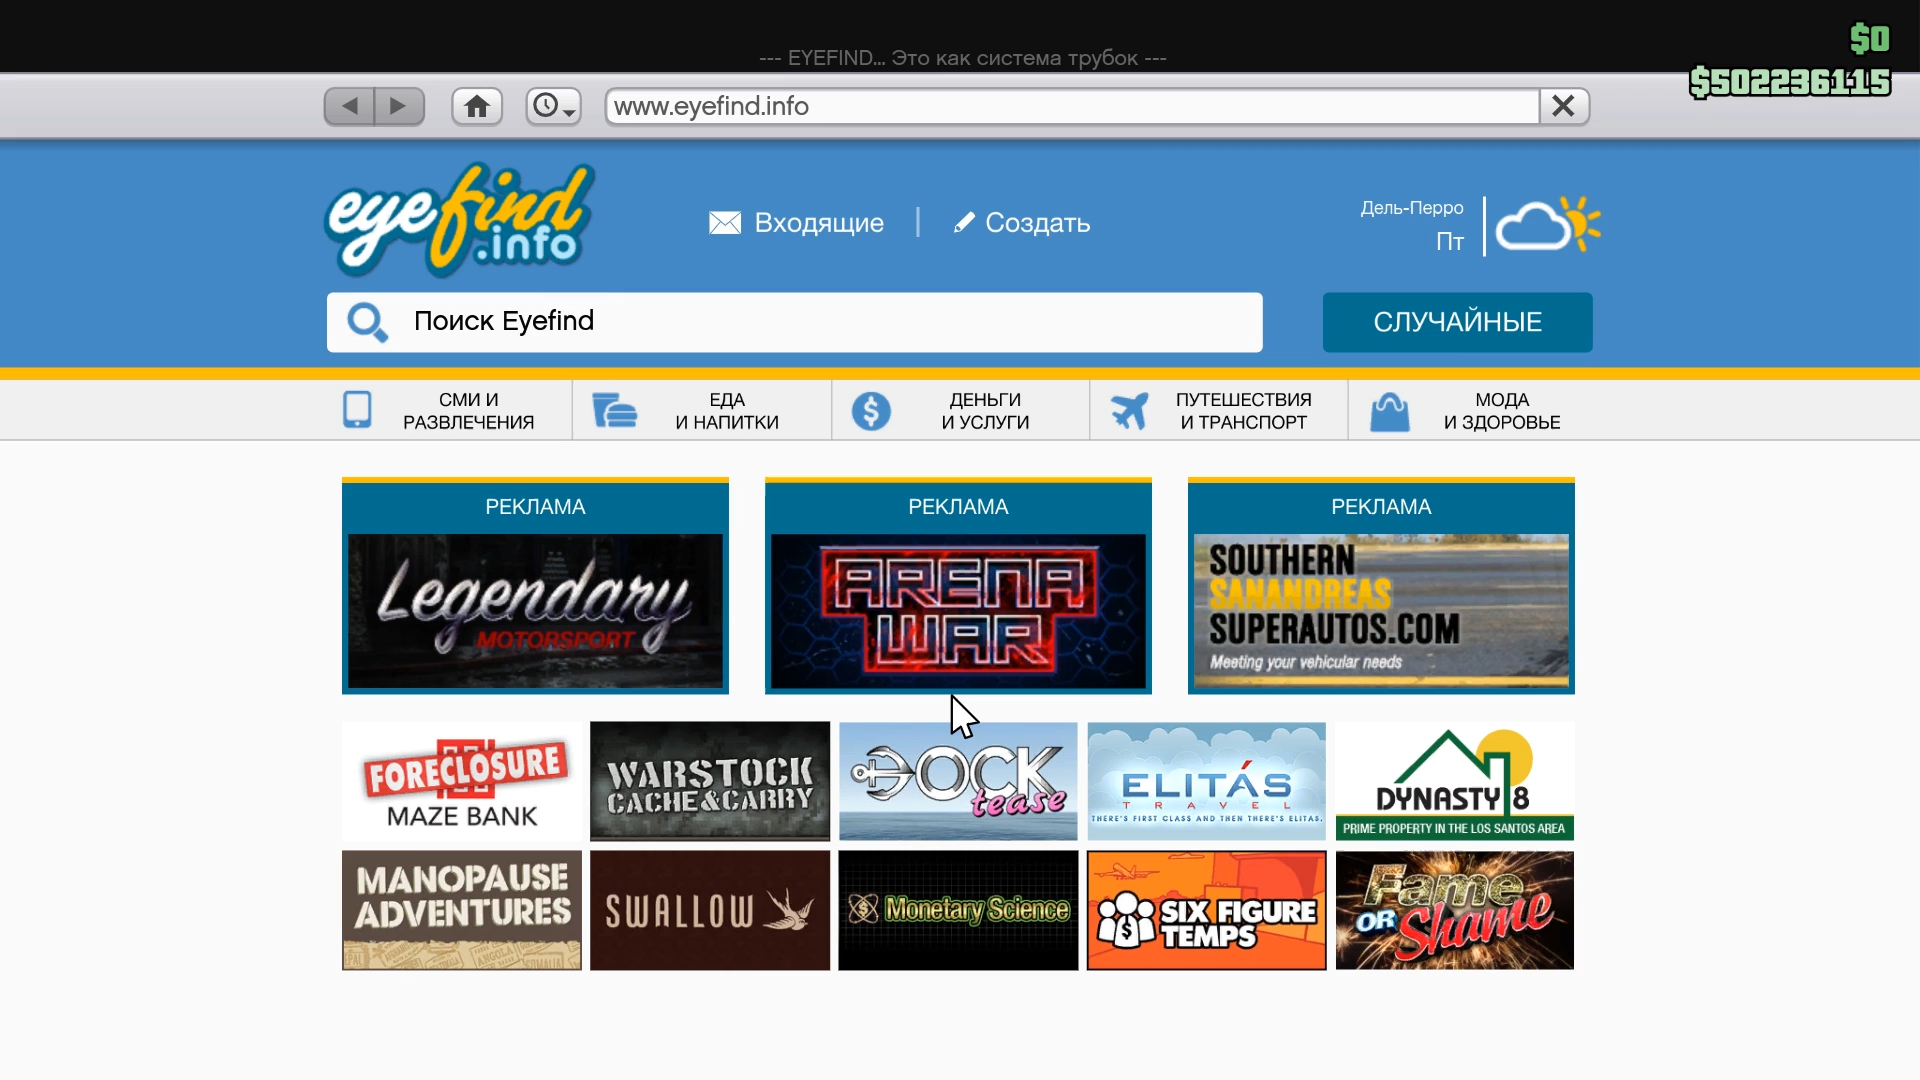 $0
--- EYEFIND... Это как система трубок ---
$502236115
www.eyefind.info
eyefind
.info
Входящие
Создать
Дель-Перро
Пт
Поиск Eyefind
СЛУЧАЙНЫЕ
СМИ И
РАЗВЛЕЧЕНИЯ
ЕДА
И НАПИТКИ
ДЕНЬГИ
И УСЛУГИ
ПУТЕШЕСТВИЯ
И ТРАНСПОРТ
МОДА
И ЗДОРОВЬЕ
РЕКЛАМА
Legendary
MOTORSPORT
РЕКЛАМА
ARENA
WAR
РЕКЛАМА
SOUTHERN
SANANDREAS
SUPERAUTOS.COM
Meeting your vehicular needs
FORECLOSURE
MAZE BANK
WARSTOCK
CACHE&CARRY
DOCK
tease
ELITÁS
TRAVEL
THERE'S FIRST CLASS AND THEN THERE'S ELITAS.
DYNASTY 8
PRIME PROPERTY IN THE LOS SANTOS AREA
MANOPAUSE
ADVENTURES
SWALLOW
Monetary Science
SIX FIGURE
TEMPS
Fame
OR Shame